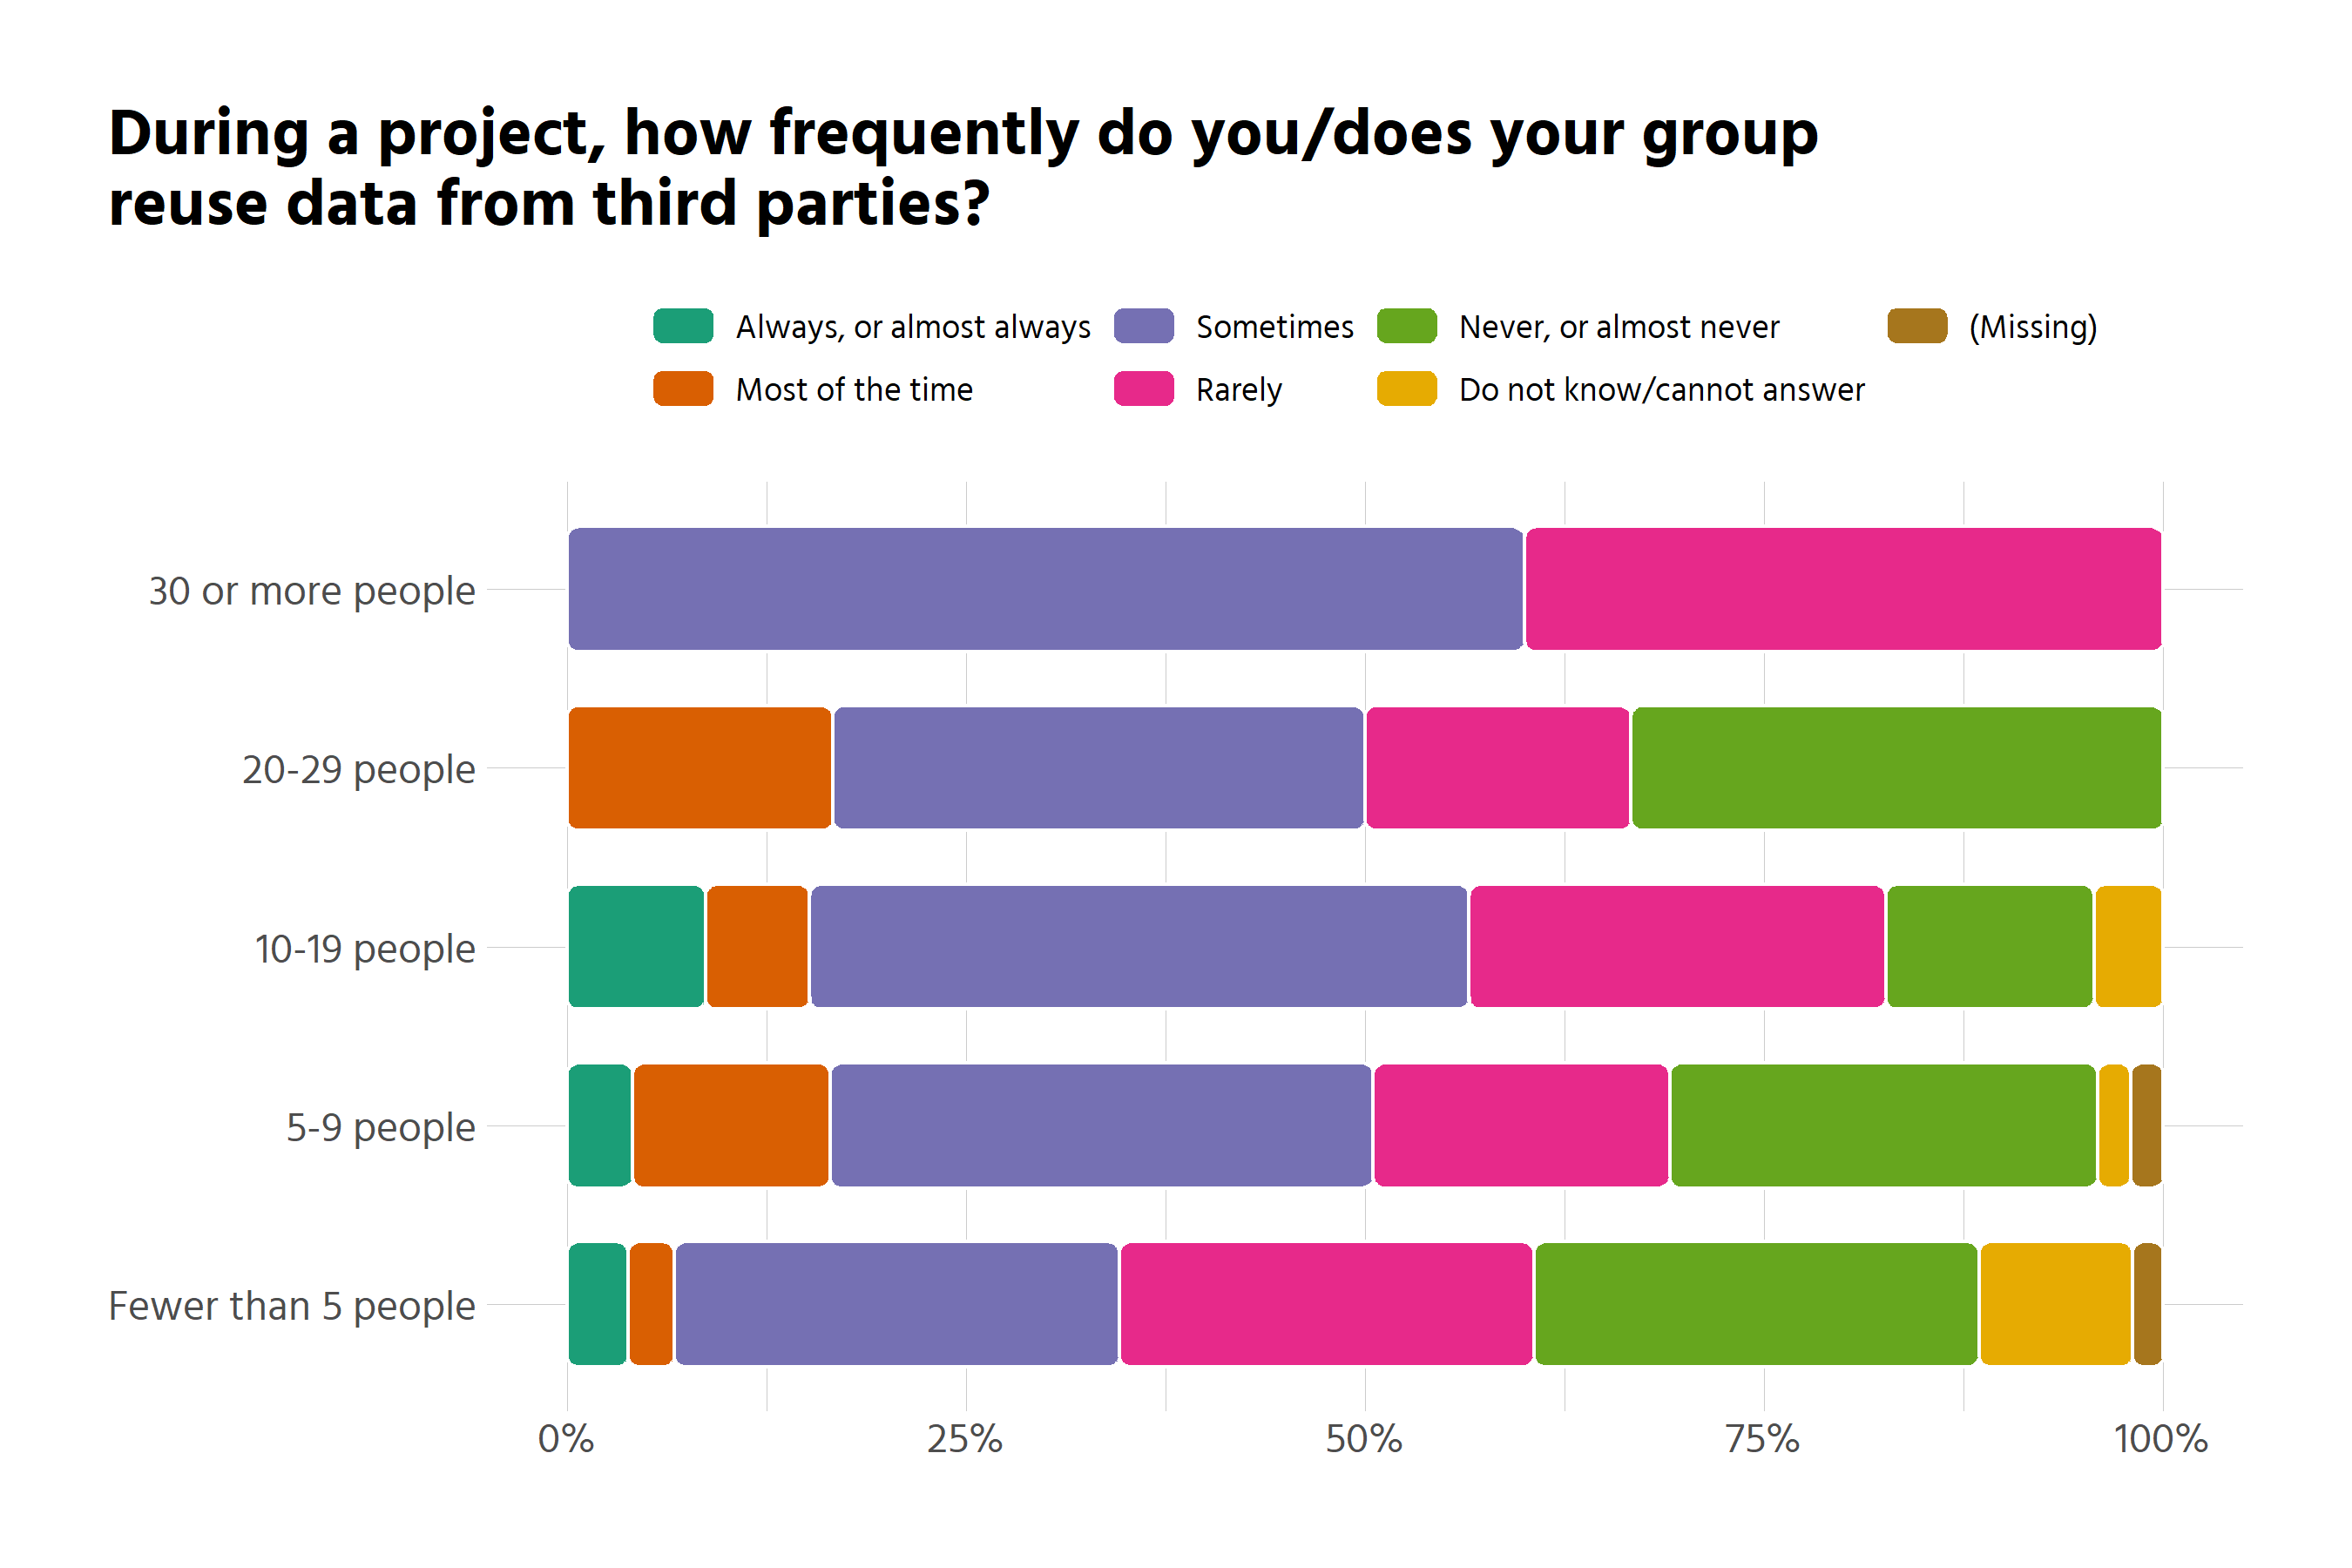 During a project, how frequently do you/does your group
reuse data from third parties?
Always, or almost always
Sometimes
Never, or almost never
(Missing)
Most of the time
Rarely
Do not know/cannot answer
30 or more people
20-29 people
10-19 people
5-9 people
Fewer than 5 people
0%
25%
50%
75%
100%